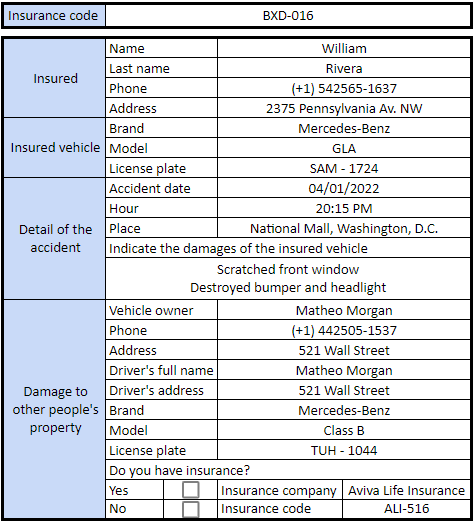 Insurance code BXD-016
Insured
Name William
Last name Rivera
Phone (+1) 542565-1637
Address 2375 Pennsylvania Av. NW
Insured vehicle
Brand Mercedes-Benz
Model GLA
License plate SAM - 1724
Detail of the
accident
Accident date 04/01/2022
Hour 20:15 PM
Place National Mall, Washington, D.C.
Indicate the damages of the insured vehicle
Scratched front window
Destroyed bumper and headlight
Damage to
other people's
property
Vehicle owner Matheo Morgan
Phone (+1) 442505-1537
Address 521 Wall Street
Driver's full name Matheo Morgan
Driver's address 521 Wall Street
Brand Mercedes-Benz
Model Class B
License plate TUH - 1044
Do you have insurance?
Yes Insurance company Aviva Life Insurance
No Insurance code ALI-516